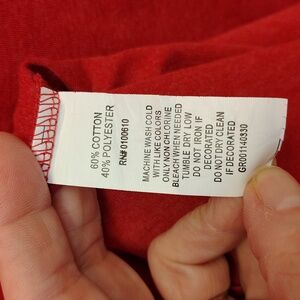 60% COTTON
40% POLYESTER
RN# 0100610
MACHINE WASH COLD
WITH LIKE COLORS
ONLY NON CHLORINE
BLEACH WHEN NEEDED
TUMBLE DRY LOW
DO NOT IRON IF
DECORATED
DO NOT DRY CLEAN
IF DECORATED
GR001140330